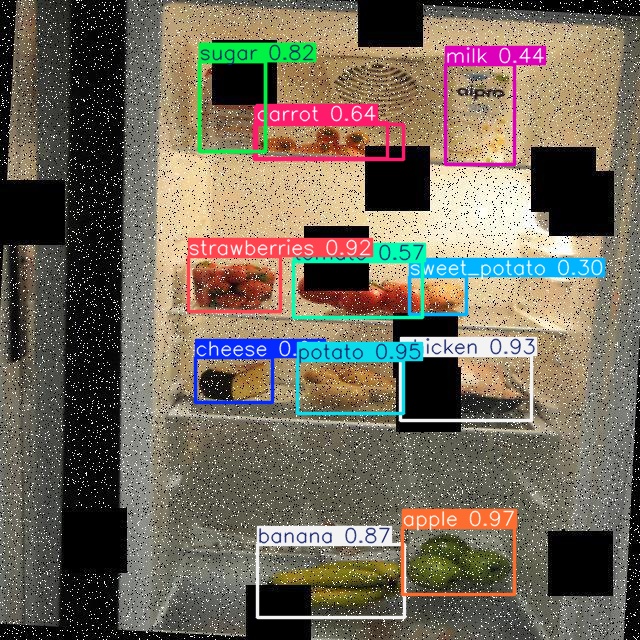 sugar 0.82
milk 0.44
alpro
carrot 0.64
strawberries 0.92
0.57
sweet_potato 0.30
cheese
potato 0.95
0.93
banana 0.87
apple 0.97